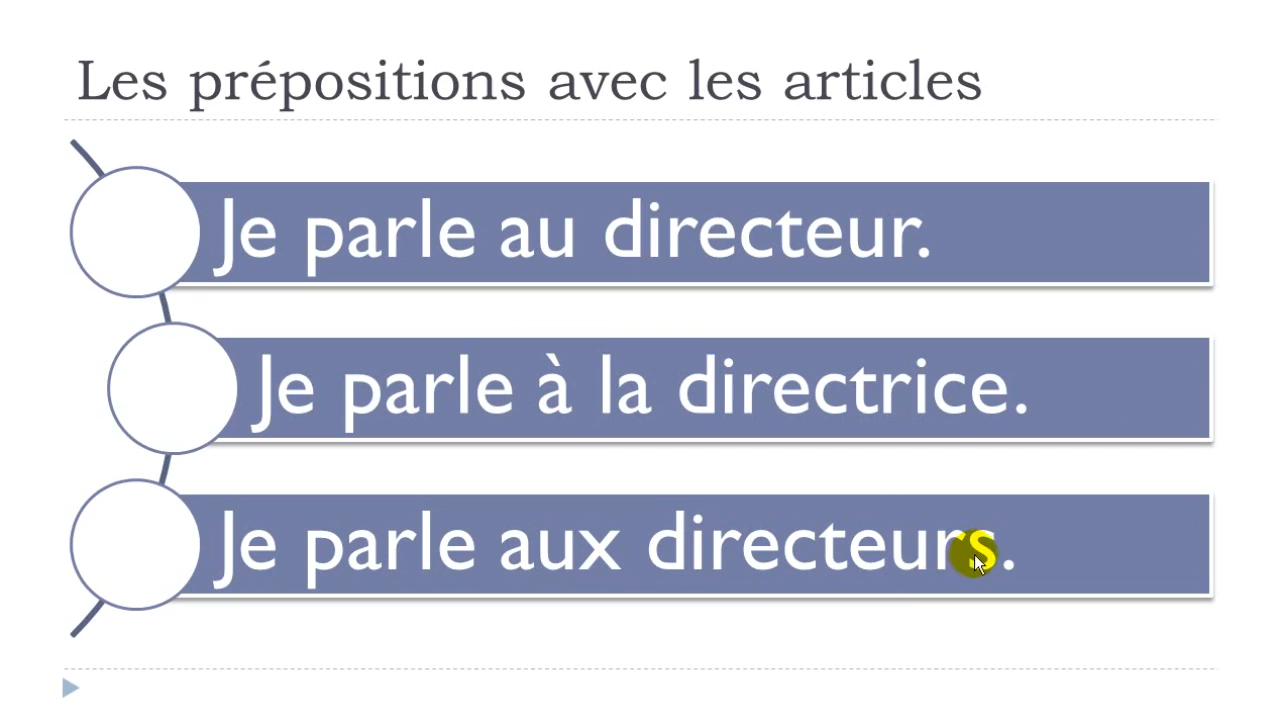 Les prépositions avec les articles
Je parle au directeur.
Je parle à la directrice.
Je parle aux directeurs.